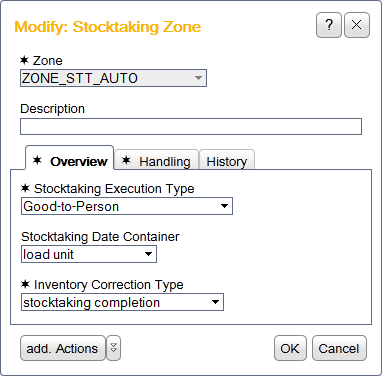 Modify: Stocktaking Zone
?
✶ Zone
ZONE_STT_AUTO
Description
✶ Overview ✶ Handling History
✶ Stocktaking Execution Type
Good-to-Person
Stocktaking Date Container
load unit
✶ Inventory Correction Type
stocktaking completion
add. Actions OK Cancel